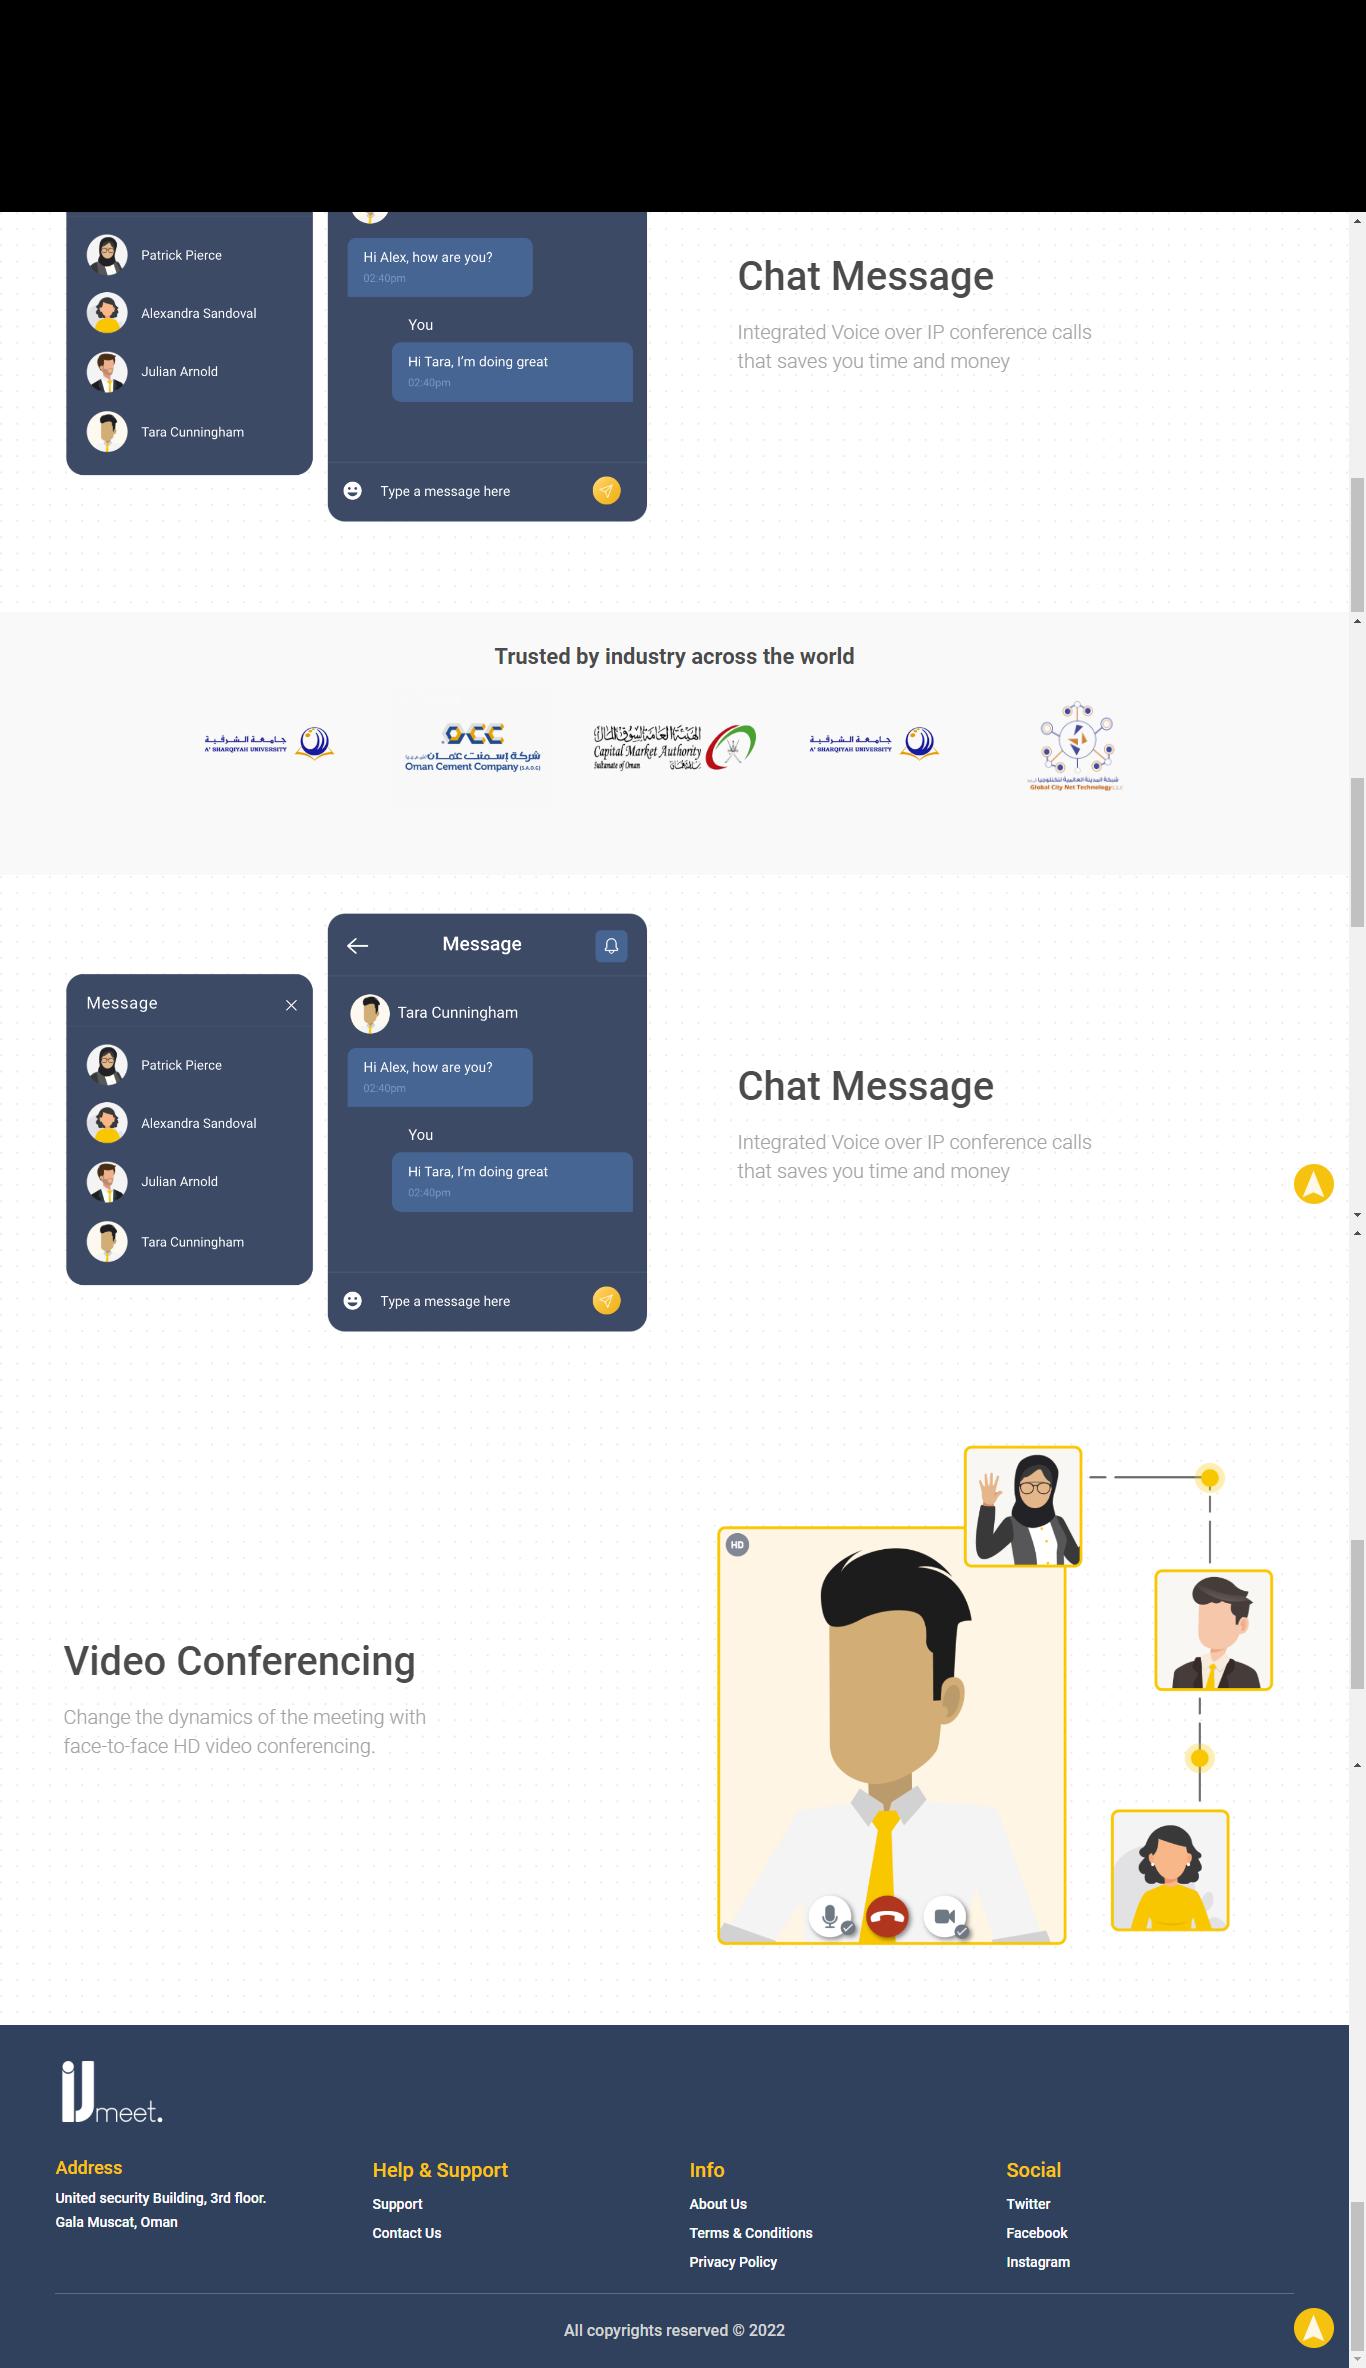 Patrick Pierce
Alexandra Sandoval
Julian Arnold
Tara Cunningham
Hi Alex, how are you?
02.40pm
You
Hi Tara, I'm doing great
02:40pm
Type a message here
Chat Message
Integrated Voice over IP conference calls
that saves you time and money
Trusted by industry across the world
جامعة الشرقية
A' SHARQIYAH UNIVERSITY
OCC
شركة إسمنت عمان
Oman Cement Company (S.A.O.G)
الهيئة العامة لسوق المال
Capital Market Authority
Sultanate of Oman
سلطنة عمان
جامعة الشرقية
A' SHARQIYAH UNIVERSITY
شركة المدينة العالمية لتكنلوجيا
Global City Net Technology
Message
Patrick Pierce
Alexandra Sandoval
Julian Arnold
Tara Cunningham
Message
Tara Cunningham
Hi Alex, how are you?
02:40pm
You
Hi Tara, I'm doing great
02:40pm
Type a message here
Chat Message
Integrated Voice over IP conference calls
that saves you time and money
Video Conferencing
Change the dynamics of the meeting with
face-to-face HD video conferencing.
HD
iJmeet.
Address
United security Building, 3rd floor.
Gala Muscat, Oman
Help & Support
Support
Contact Us
Info
About Us
Terms & Conditions
Privacy Policy
Social
Twitter
Facebook
Instagram
All copyrights reserved © 2022